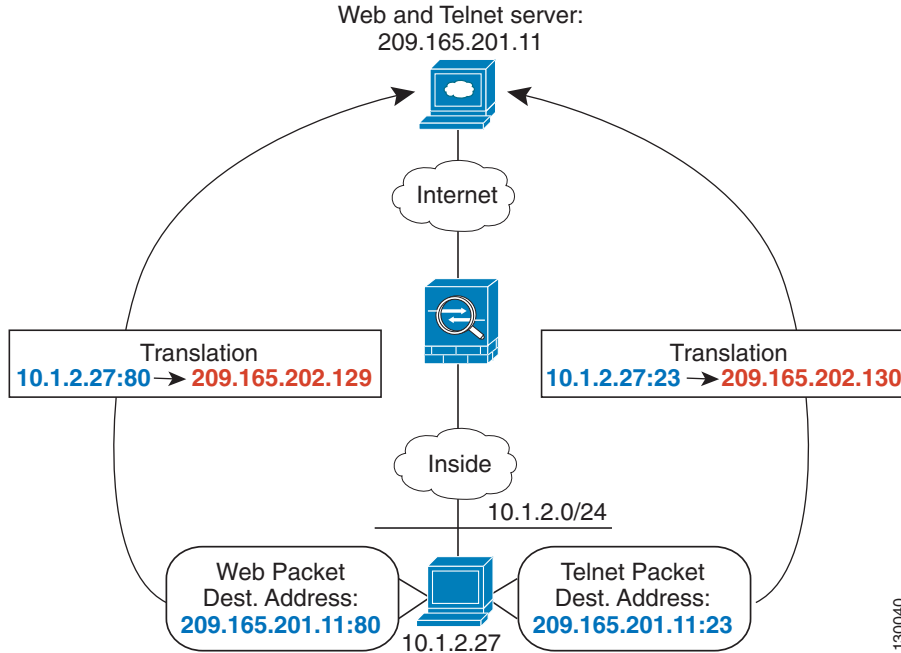 Web and Telnet server:
209.165.201.11
Internet
Translation
10.1.2.27:80 209.165.202.129
Translation
10.1.2.27:23 209.165.202.130
Inside
10.1.2.0/24
Web Packet
Dest. Address:
209.165.201.11:80
Telnet Packet
Dest. Address:
209.165.201.11:23
10.1.2.27
130040